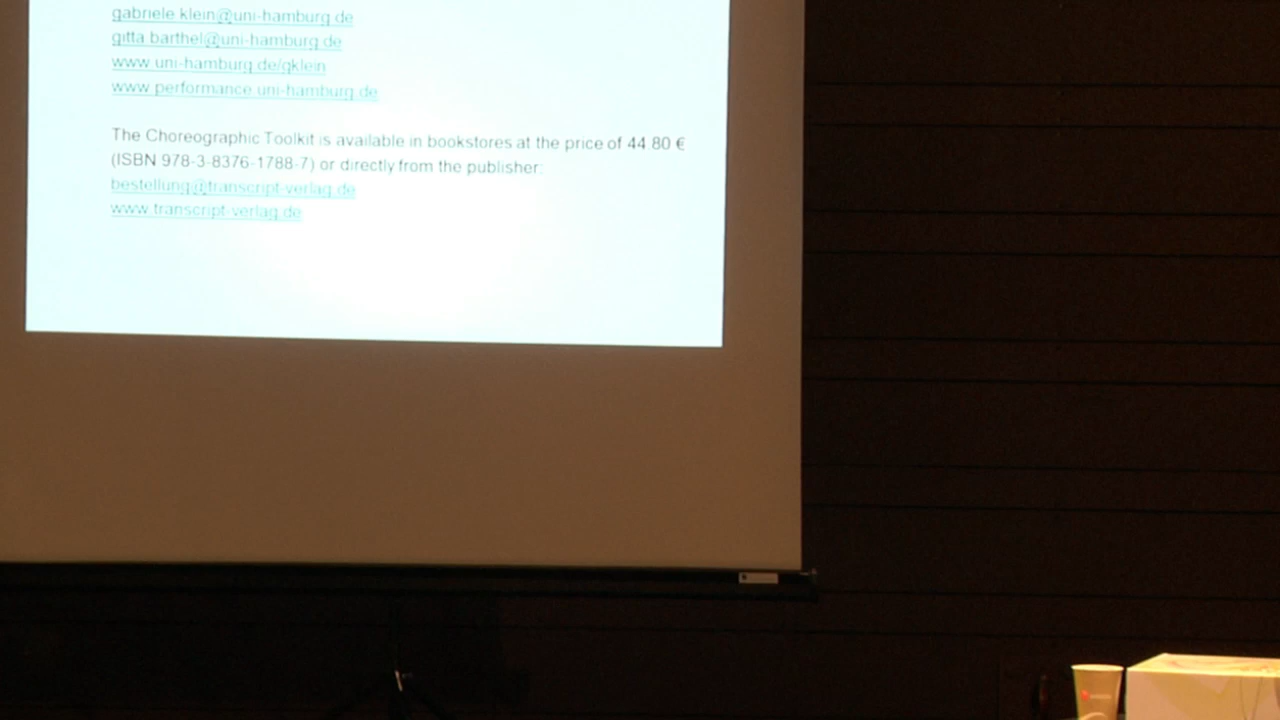 gabriele.klein@uni-hamburg.de
gitta.barthel@uni-hamburg.de
www.uni-hamburg.de/gklein
www.performance.uni-hamburg.de
The Choreographic Toolkit is available in bookstores at the price of 44.80 €
(ISBN 978-3-8376-1788-7) or directly from the publisher:
bestellung@transcript-verlag.de
www.transcript-verlag.de